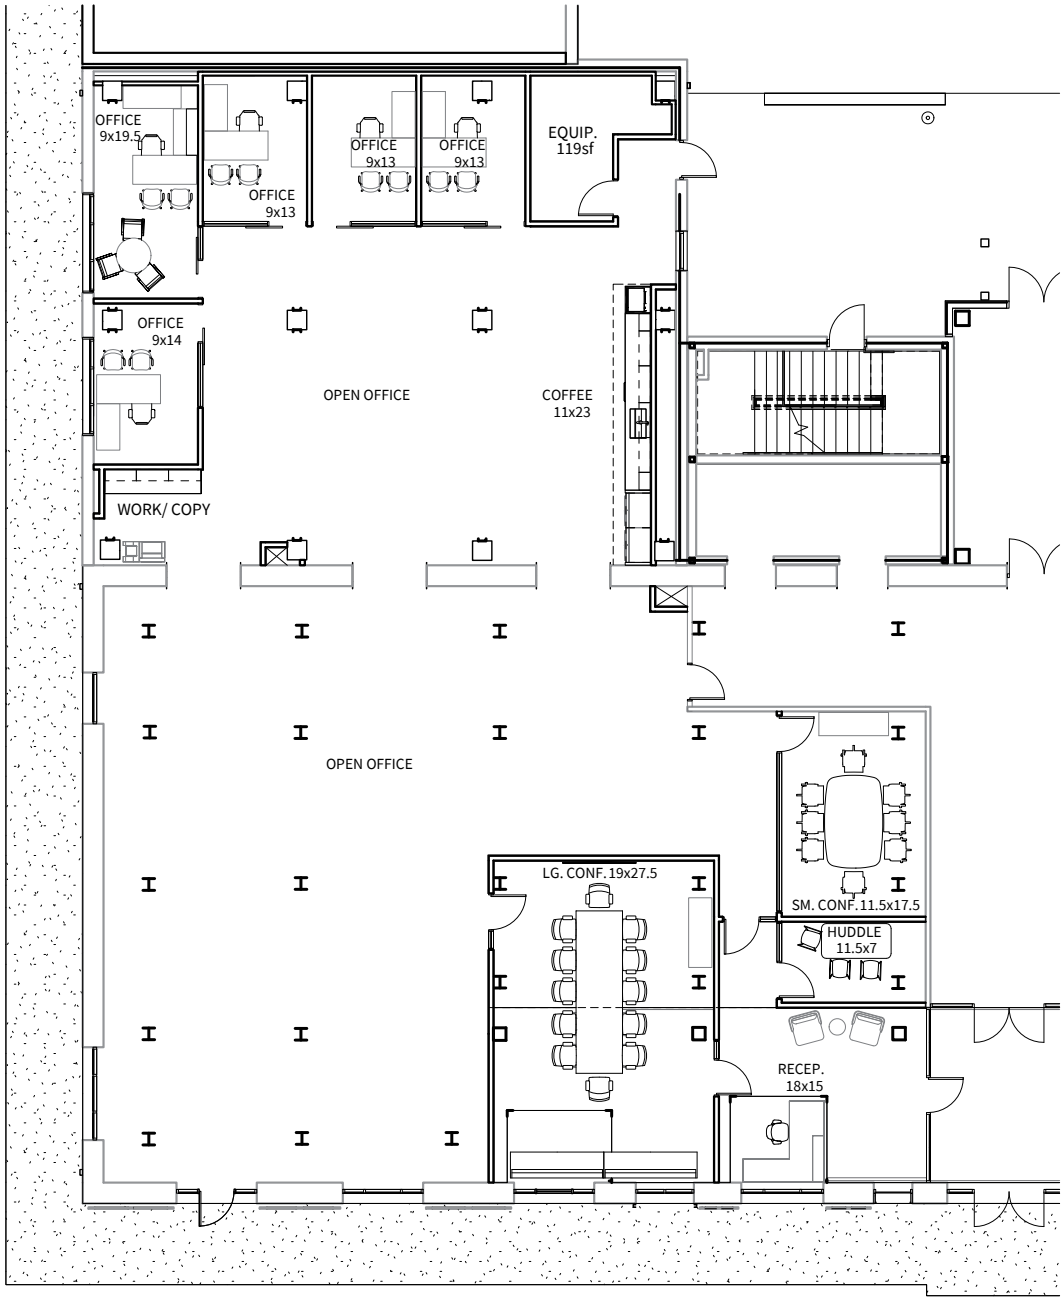 OFFICE
9x19.5
OFFICE
9x13
OFFICE
9x13
OFFICE
9x13
EQUIP.
119sf
OFFICE
9x14
OPEN OFFICE
COFFEE
11x23
WORK/ COPY
OPEN OFFICE
LG. CONF. 19x27.5
SM. CONF. 11.5x17.5
HUDDLE
11.5x7
RECEP.
18x15